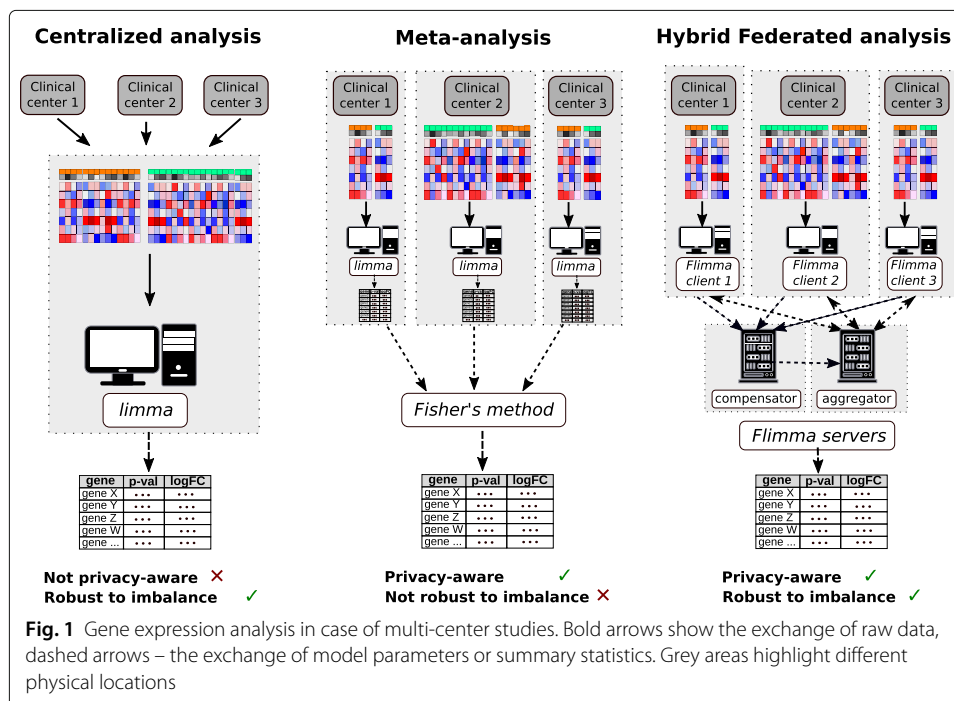 Centralized analysis
Clinical center 1
Clinical center 2
Clinical center 3
limma
gene p-val logFC
gene X ... ...
gene Y ... ...
gene Z ... ...
gene W ... ...
gene ... ... ...
Not privacy-aware ✕
Robust to imbalance ✓
Meta-analysis
Clinical center 1
Clinical center 2
Clinical center 3
limma
limma
limma
Fisher's method
gene p-val logFC
gene X ... ...
gene Y ... ...
gene Z ... ...
gene W ... ...
gene ... ... ...
Privacy-aware ✓
Not robust to imbalance ✕
Hybrid Federated analysis
Clinical center 1
Clinical center 2
Clinical center 3
Flimma client 1
Flimma client 2
Flimma client 3
compensator
aggregator
Flimma servers
gene p-val logFC
gene X ... ...
gene Y ... ...
gene Z ... ...
gene W ... ...
gene ... ... ...
Privacy-aware ✓
Robust to imbalance ✓
Fig. 1 Gene expression analysis in case of multi-center studies. Bold arrows show the exchange of raw data,
dashed arrows – the exchange of model parameters or summary statistics. Grey areas highlight different
physical locations